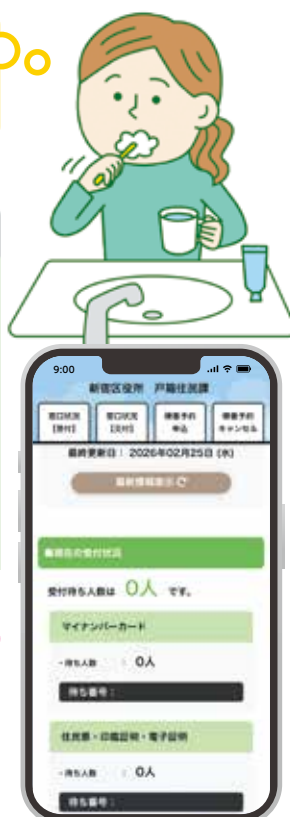 9:00
新宿区役所 戸籍住民課
窓口状況 窓口状況 順番予約 順番予約
【受付】 【交付】 申込 キャンセル
最終更新日： 2026年02月25日 (水)
最新情報表示
■現在の受付状況
受付待ち人数は 0人 です。
マイナンバーカード
・待ち人数 ： 0人
待ち番号：
住民票・印鑑証明・電子証明
・待ち人数 ： 0人
待ち番号：